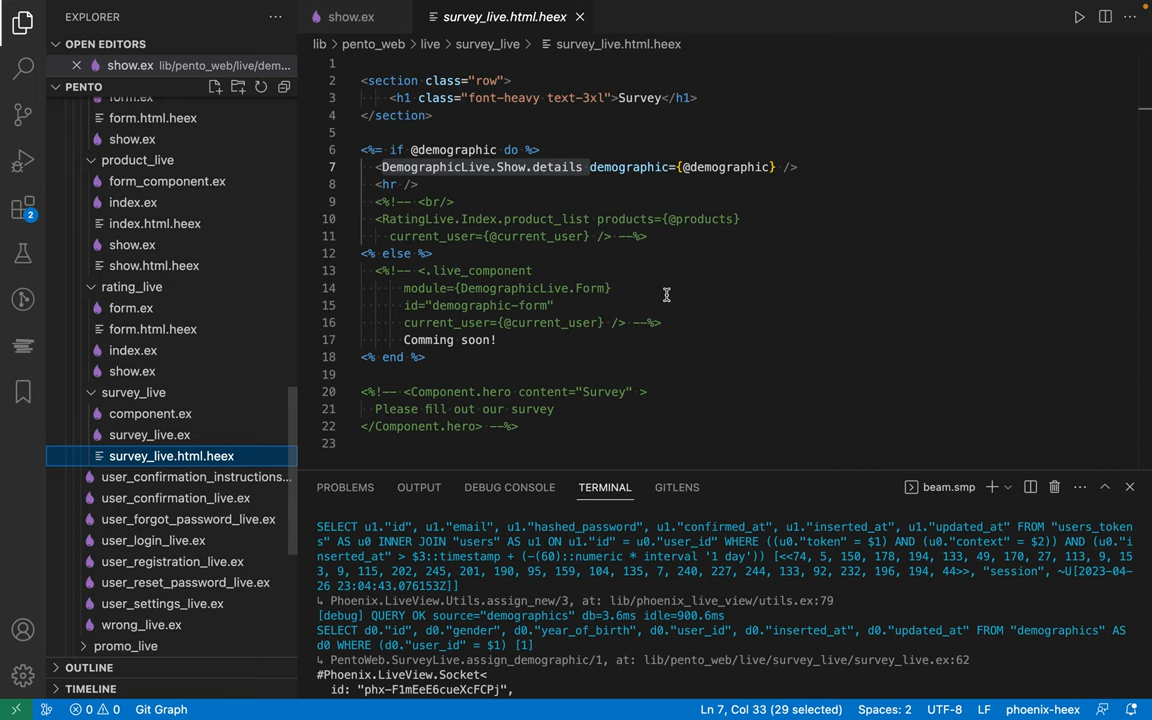 EXPLORER
show.ex
survey_live.html.heex
OPEN EDITORS
lib > pento_web > live > survey_live > survey_live.html.heex
show.ex lib/pento_web/live/dem...
PENTO
form.ex
form.html.heex
show.ex
product_live
form_component.ex
index.ex
index.html.heex
show.ex
show.html.heex
rating_live
form.ex
form.html.heex
index.ex
show.ex
survey_live
component.ex
survey_live.ex
survey_live.html.heex
user_confirmation_instructions...
user_confirmation_live.ex
user_forgot_password_live.ex
user_login_live.ex
user_registration_live.ex
user_reset_password_live.ex
user_settings_live.ex
wrong_live.ex
promo_live
OUTLINE
TIMELINE
2
1
2 <section class="row">
3 <h1 class="font-heavy text-3xl">Survey</h1>
4 </section>
5
6 <%= if @demographic do %>
7 <DemographicLive.Show.details demographic={@demographic} />
8 <hr />
9 <%!-- <br/>
10 <RatingLive.Index.product_list products={@products}
11 current_user={@current_user} /> --%>
12 <% else %>
13 <%!-- <.live_component
14 module={DemographicLive.Form}
15 id="demographic-form"
16 current_user={@current_user} /> --%>
17 Comming soon!
18 <% end %>
19
20 <%!-- <Component.hero content="Survey" >
21 Please fill out our survey
22 </Component.hero> --%>
23
PROBLEMS OUTPUT DEBUG CONSOLE TERMINAL GITLENS beam.smp
SELECT u1."id", u1."email", u1."hashed_password", u1."confirmed_at", u1."inserted_at", u1."updated_at" FROM "users_token
s" AS u0 INNER JOIN "users" AS u1 ON u1."id" = u0."user_id" WHERE ((u0."token" = $1) AND (u0."context" = $2)) AND (u0."i
nserted_at" > $3::timestamp + (-(60)::numeric * interval '1 day')) [<<74, 5, 150, 178, 194, 133, 49, 170, 27, 113, 9, 15
3, 9, 115, 202, 245, 201, 190, 95, 159, 104, 135, 7, 240, 227, 244, 133, 92, 232, 196, 194, 44>>, "session", ~U[2023-04-
26 23:04:43.076153Z]]
↳ Phoenix.LiveView.Utils.assign_new/3, at: lib/phoenix_live_view/utils.ex:79
[debug] QUERY OK source="demographics" db=3.6ms idle=900.6ms
SELECT d0."id", d0."gender", d0."year_of_birth", d0."user_id", d0."inserted_at", d0."updated_at" FROM "demographics" AS
d0 WHERE (d0."user_id" = $1) [1]
↳ PentoWeb.SurveyLive.assign_demographic/1, at: lib/pento_web/live/survey_live/survey_live.ex:62
#Phoenix.LiveView.Socket<
id: "phx-F1mEeE6cueXcFCPj",
0 0 Git Graph Ln 7, Col 33 (29 selected) Spaces: 2 UTF-8 LF phoenix-heex